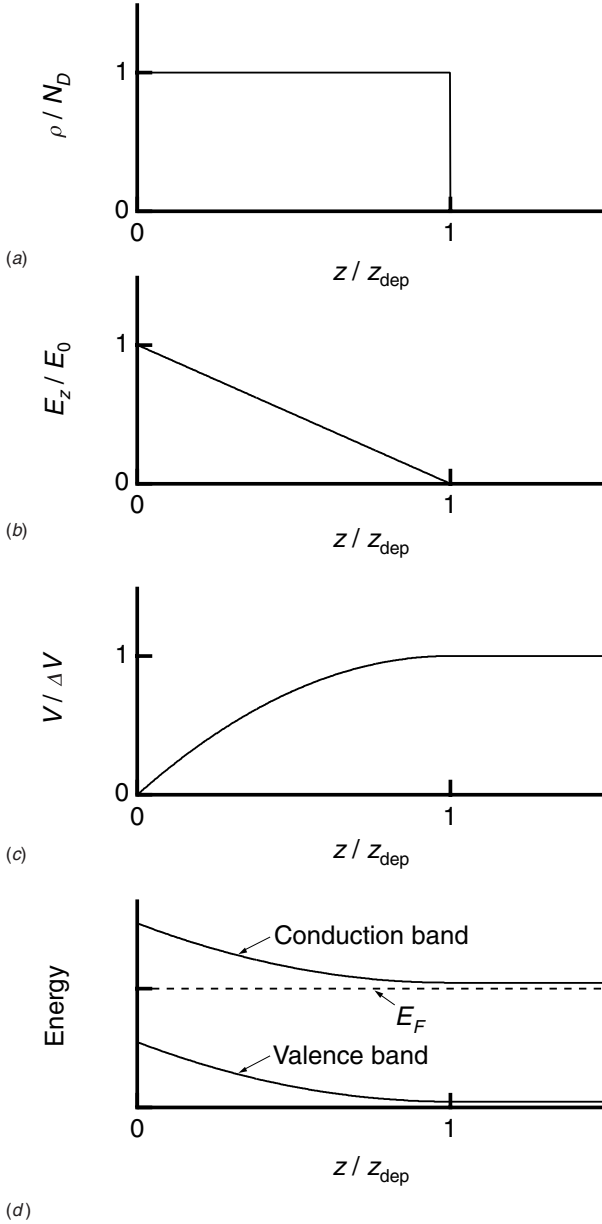 ρ / N_D
1
0
0
1
z / z_dep
(a)
E_z / E_0
1
0
0
1
z / z_dep
(b)
V / ΔV
1
0
0
1
z / z_dep
(c)
Energy
Conduction band
E_F
Valence band
0
1
z / z_dep
(d)